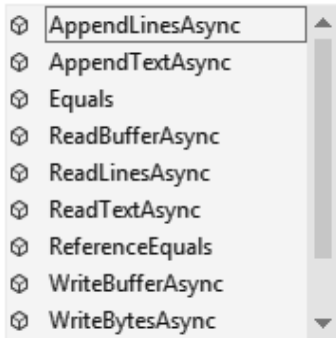 AppendLinesAsync
AppendTextAsync
Equals
ReadBufferAsync
ReadLinesAsync
ReadTextAsync
ReferenceEquals
WriteBufferAsync
WriteBytesAsync